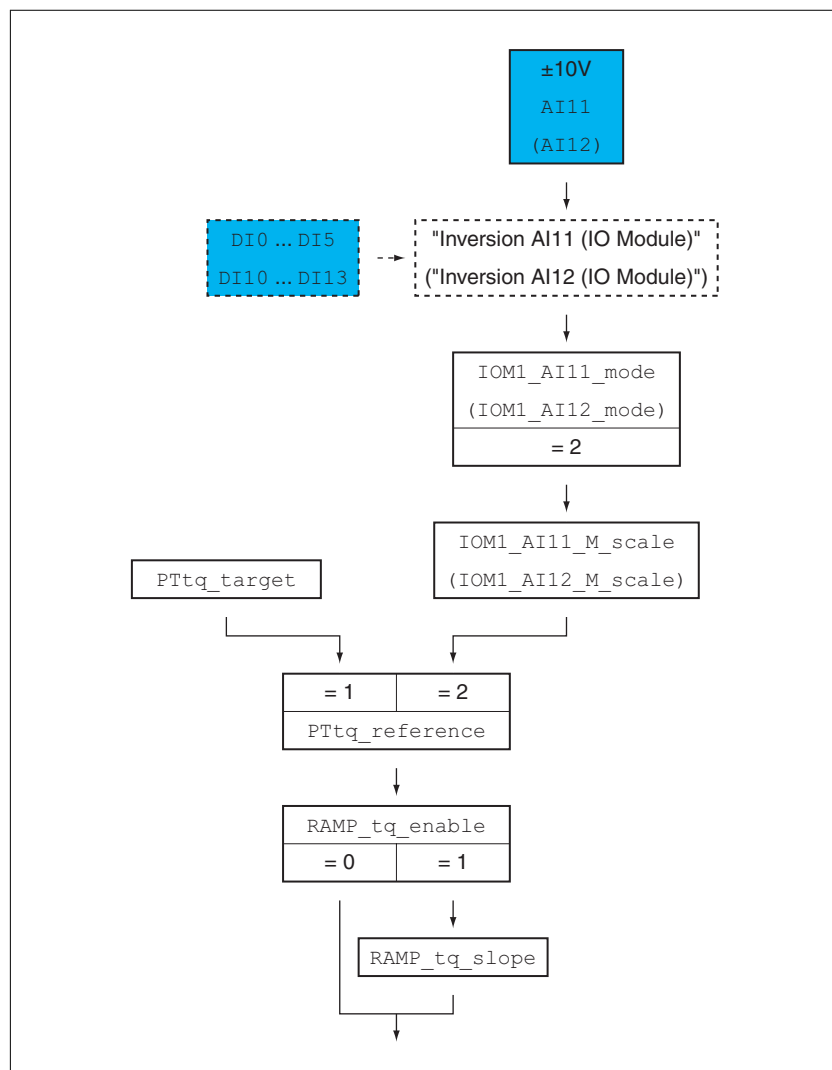 ±10V
AI11
(AI12)
DI0 ... DI5
DI10 ... DI13
"Inversion AI11 (IO Module)"
("Inversion AI12 (IO Module)")
IOM1_AI11_mode
(IOM1_AI12_mode)
= 2
IOM1_AI11_M_scale
(IOM1_AI12_M_scale)
PTtq_target
= 1
= 2
PTtq_reference
RAMP_tq_enable
= 0
= 1
RAMP_tq_slope